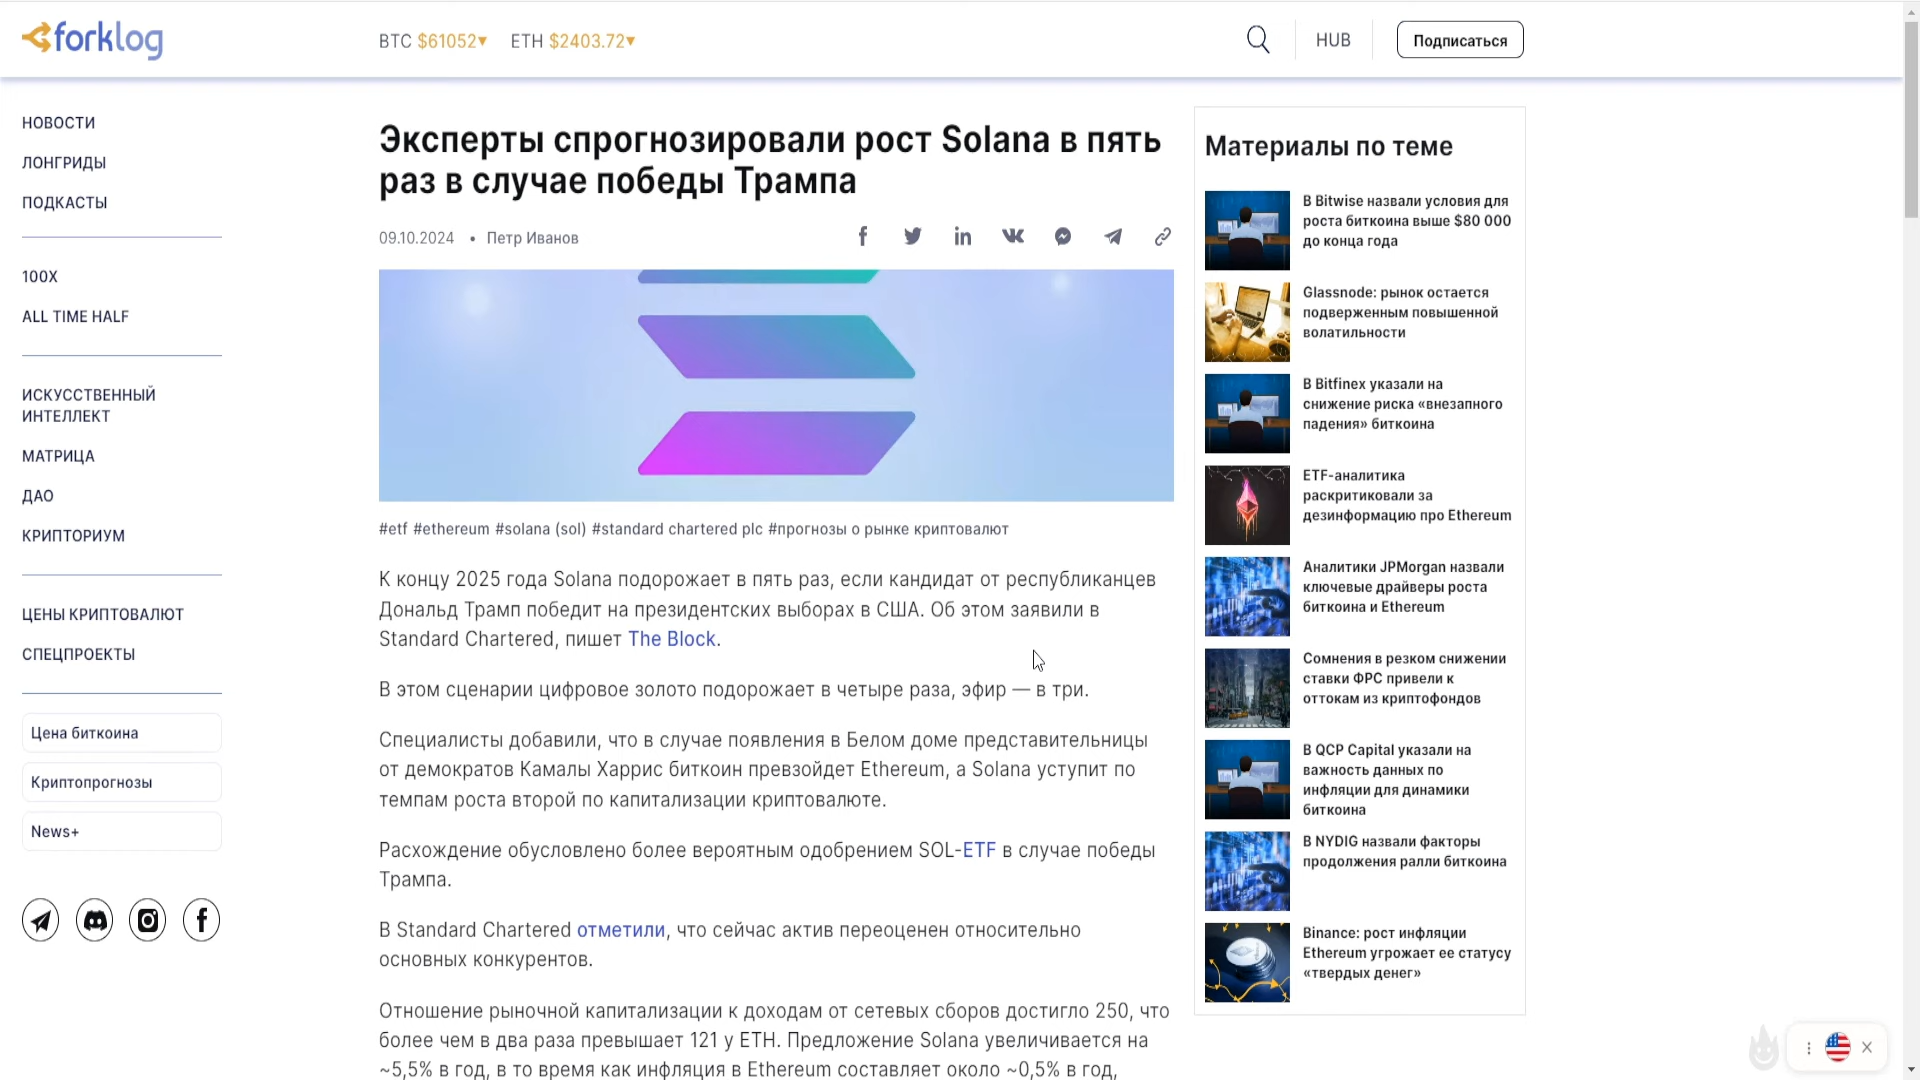 forklog
BTC $61052▾ ETH $2403.72▾
HUB
Подписаться
НОВОСТИ
ЛОНГРИДЫ
ПОДКАСТЫ
100X
ALL TIME HALF
ИСКУССТВЕННЫЙ
ИНТЕЛЛЕКТ
МАТРИЦА
ДАО
КРИПТОРИУМ
ЦЕНЫ КРИПТОВАЛЮТ
СПЕЦПРОЕКТЫ
Цена биткоина
Криптопрогнозы
News+
Эксперты спрогнозировали рост Solana в пять
раз в случае победы Трампа
09.10.2024 • Петр Иванов
#etf #ethereum #solana (sol) #standard chartered plc #прогнозы о рынке криптовалют
К концу 2025 года Solana подорожает в пять раз, если кандидат от республиканцев
Дональд Трамп победит на президентских выборах в США. Об этом заявили в
Standard Chartered, пишет The Block.
В этом сценарии цифровое золото подорожает в четыре раза, эфир — в три.
Специалисты добавили, что в случае появления в Белом доме представительницы
от демократов Камалы Харрис биткоин превзойдет Ethereum, а Solana уступит по
темпам роста второй по капитализации криптовалюте.
Расхождение обусловлено более вероятным одобрением SOL-ETF в случае победы
Трампа.
В Standard Chartered отметили, что сейчас актив переоценен относительно
основных конкурентов.
Отношение рыночной капитализации к доходам от сетевых сборов достигло 250, что
более чем в два раза превышает 121 у ETH. Предложение Solana увеличивается на
~5,5% в год, в то время как инфляция в Ethereum составляет около ~0,5% в год,
Материалы по теме
В Bitwise назвали условия для
роста биткоина выше $80 000
до конца года
Glassnode: рынок остается
подверженным повышенной
волатильности
В Bitfinex указали на
снижение риска «внезапного
падения» биткоина
ETF-аналитика
раскритиковали за
дезинформацию про Ethereum
Аналитики JPMorgan назвали
ключевые драйверы роста
биткоина и Ethereum
Сомнения в резком снижении
ставки ФРС привели к
оттокам из криптофондов
В QCP Capital указали на
важность данных по
инфляции для динамики
биткоина
В NYDIG назвали факторы
продолжения ралли биткоина
Binance: рост инфляции
Ethereum угрожает ее статусу
«твердых денег»